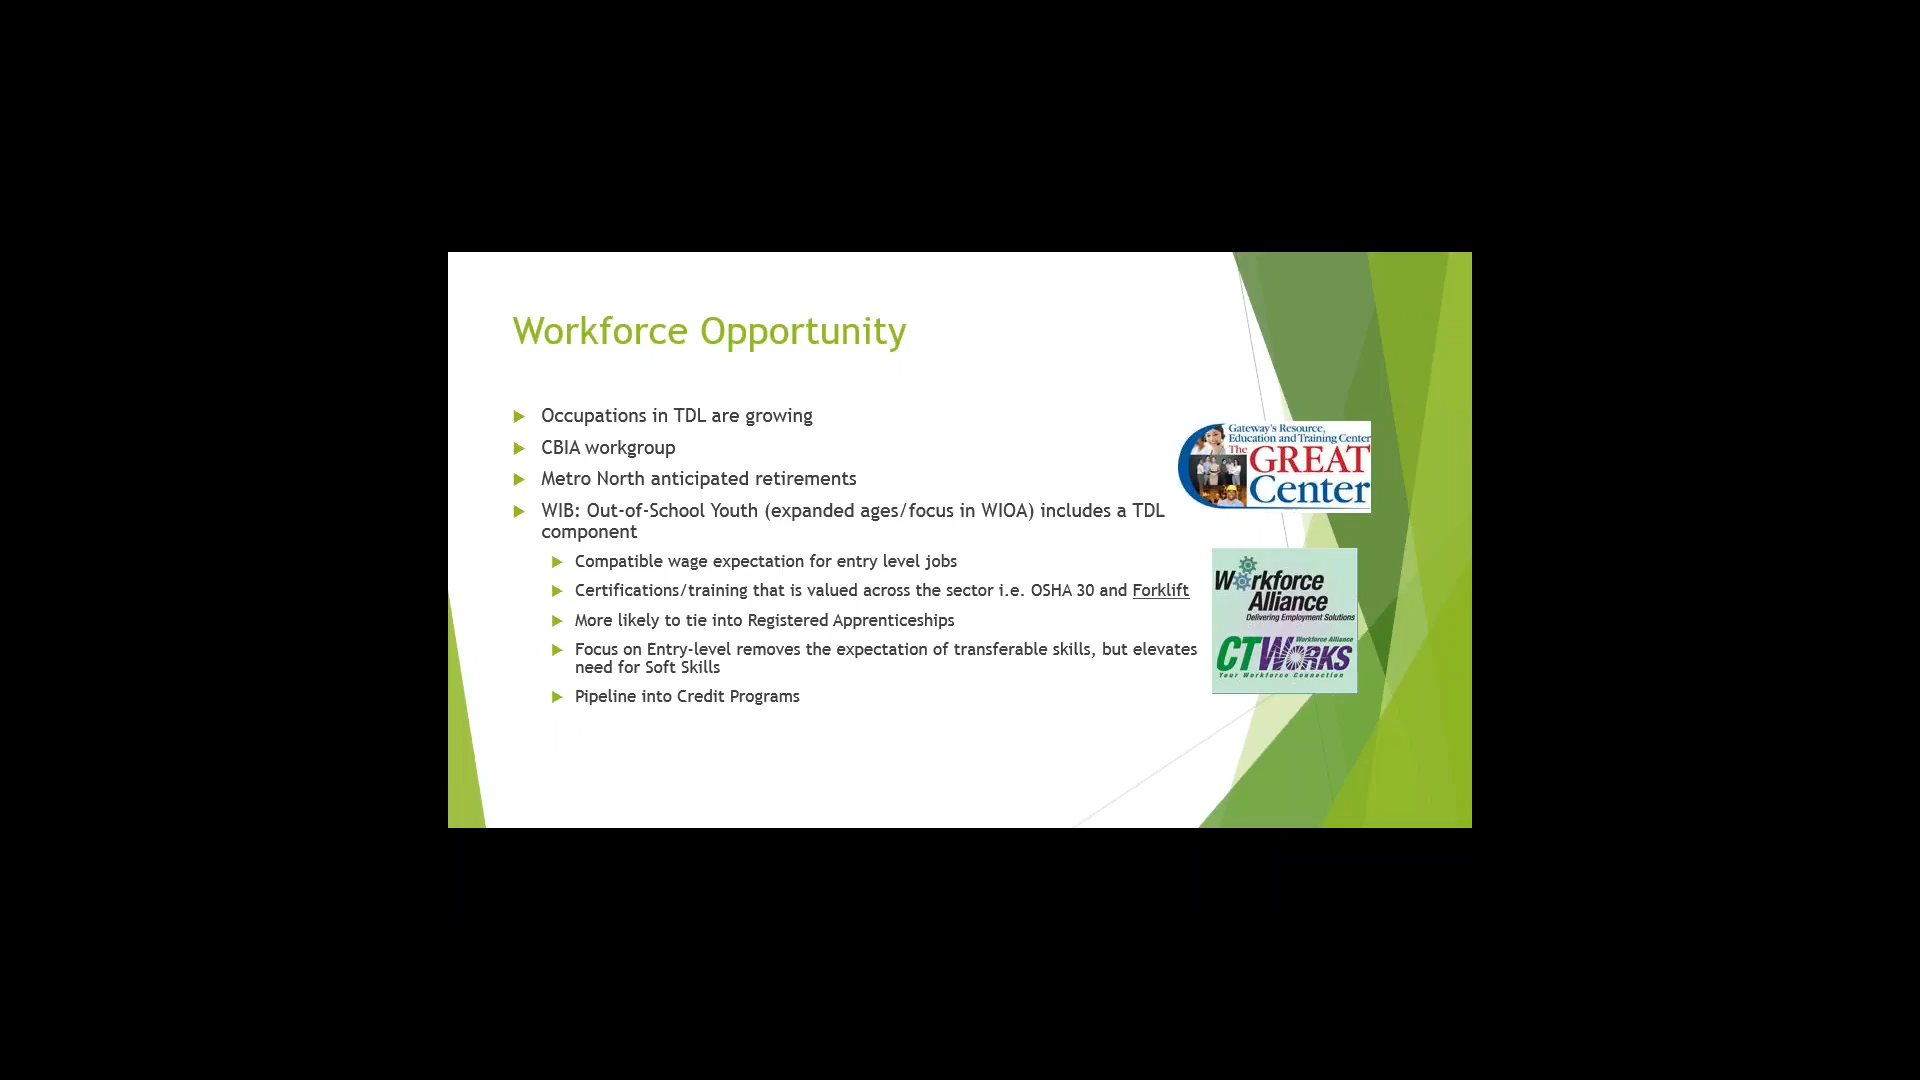 Workforce Opportunity
Occupations in TDL are growing
CBIA workgroup
Metro North anticipated retirements
WIB: Out-of-School Youth (expanded ages/focus in WIOA) includes a TDL
component
Compatible wage expectation for entry level jobs
Certifications/training that is valued across the sector i.e. OSHA 30 and Forklift
More likely to tie into Registered Apprenticeships
Focus on Entry-level removes the expectation of transferable skills, but elevates
need for Soft Skills
Pipeline into Credit Programs
Gateway's Resource,
Education and Training Center
The GREAT
Center
Workforce
Alliance
Delivering Employment Solutions
Workforce Alliance
CTWORKS
Your Workforce Connection